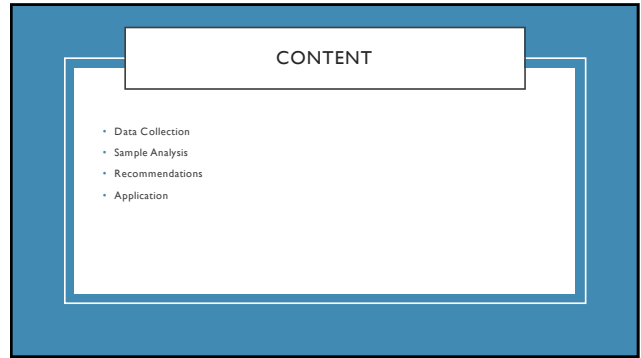 CONTENT
• Data Collection
• Sample Analysis
• Recommendations
• Application